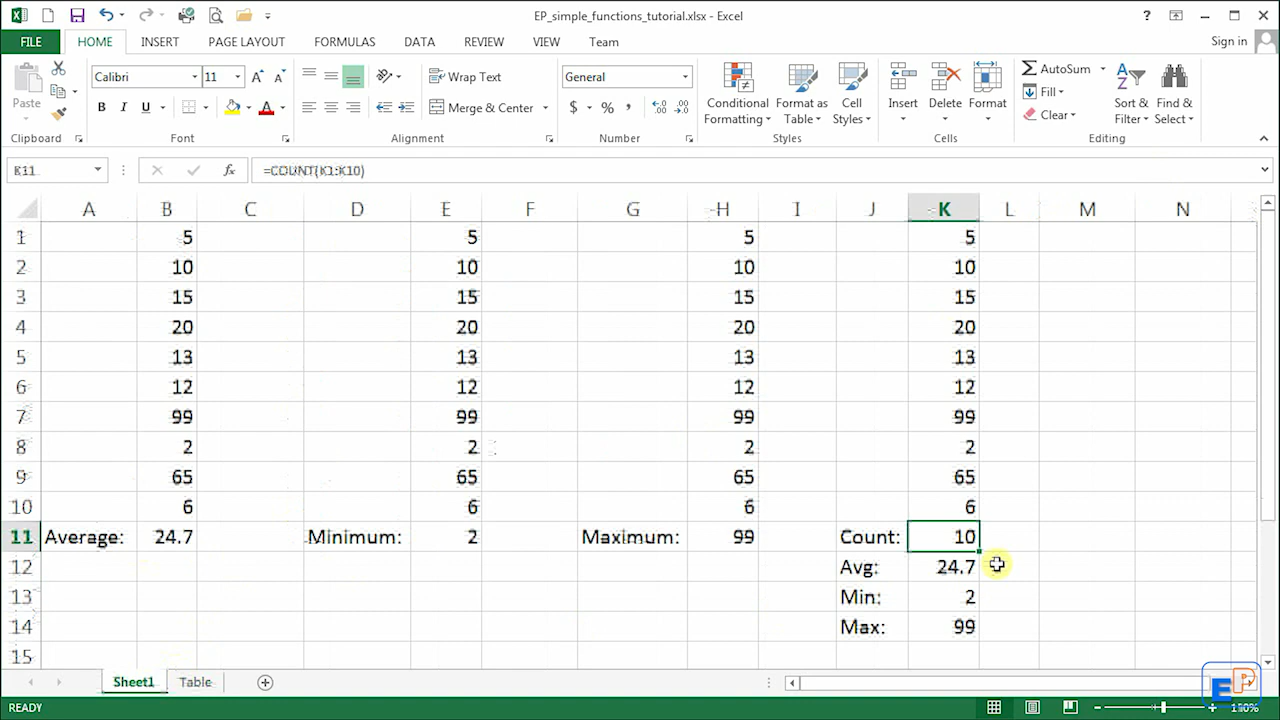 EP_simple_functions_tutorial.xlsx - Excel
FILE HOME INSERT PAGE LAYOUT FORMULAS DATA REVIEW VIEW Team Sign in
Calibri 11 Wrap Text General AutoSum
Paste B I U Merge & Center $ % , Conditional Formatting Format as Table Cell Styles Insert Delete Format Fill Clear Sort & Filter Find & Select
Clipboard Font Alignment Number Styles Cells Editing
K11 fx =COUNT(K1:K10)
A B C D E F G H I J K L M N
1 5 5 5 5
2 10 10 10 10
3 15 15 15 15
4 20 20 20 20
5 13 13 13 13
6 12 12 12 12
7 99 99 99 99
8 2 2 2 2
9 65 65 65 65
10 6 6 6 6
11 Average: 24.7 Minimum: 2 Maximum: 99 Count: 10
12 Avg: 24.7
13 Min: 2
14 Max: 99
15
Sheet1 Table
EP
READY